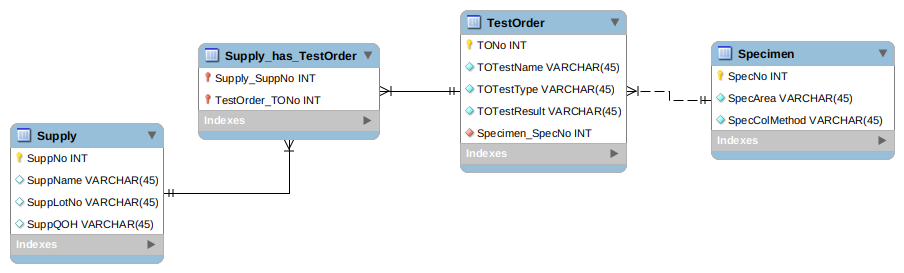 Supply
SuppNo INT
SuppName VARCHAR(45)
SuppLotNo VARCHAR(45)
SuppQOH VARCHAR(45)
Indexes
Supply_has_TestOrder
Supply_SuppNo INT
TestOrder_TONo INT
Indexes
TestOrder
TONo INT
TOTestName VARCHAR(45)
TOTestType VARCHAR(45)
TOTestResult VARCHAR(45)
Specimen_SpecNo INT
Indexes
Specimen
SpecNo INT
SpecArea VARCHAR(45)
SpecColMethod VARCHAR(45)
Indexes